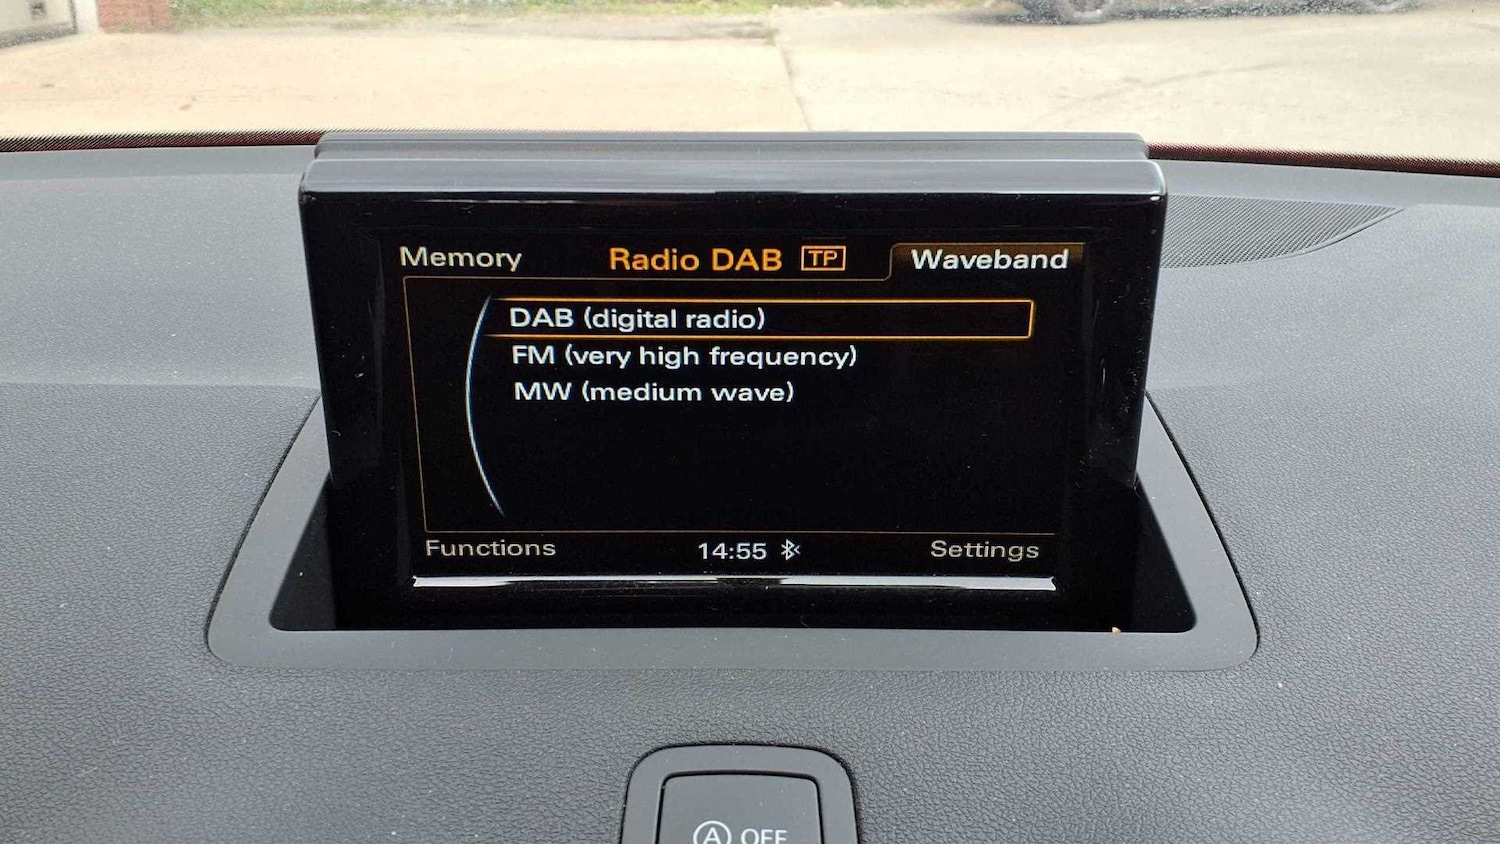 Memory Radio DAB TP Waveband
DAB (digital radio)
FM (very high frequency)
MW (medium wave)
Functions 14:55 Settings
A OFF